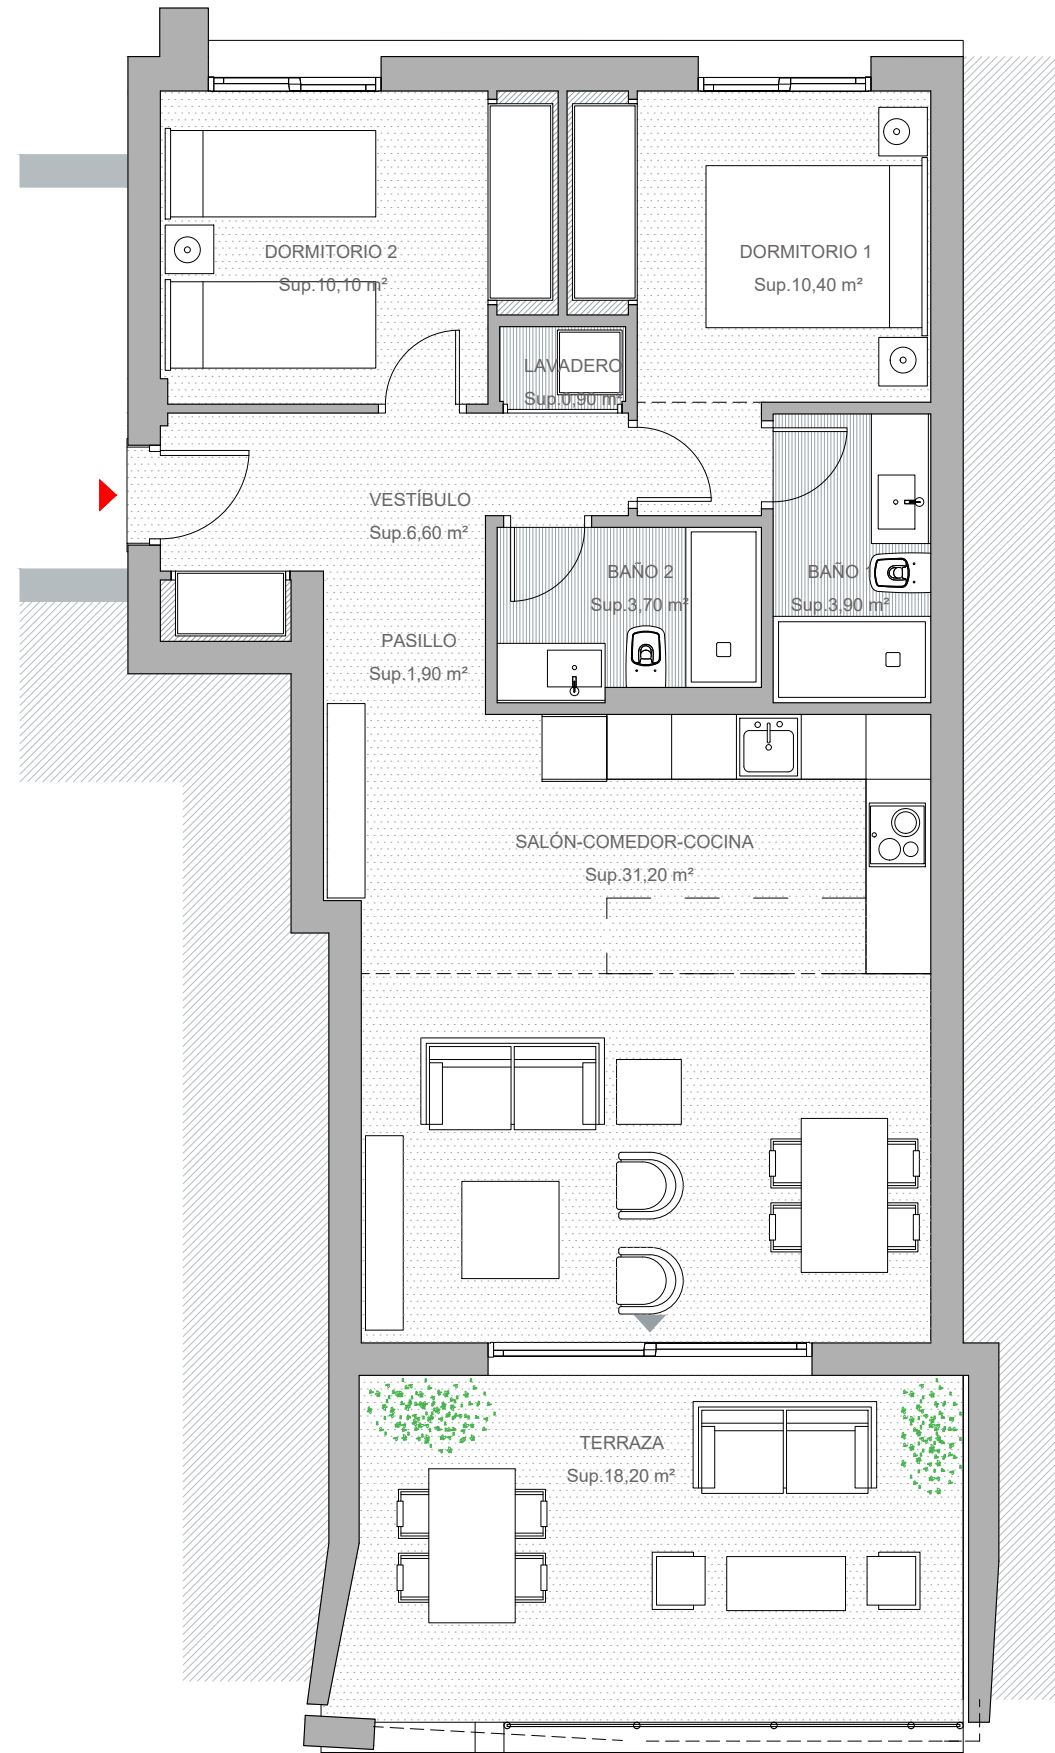 DORMITORIO 2
Sup.10,10 m²
DORMITORIO 1
Sup.10,40 m²
LAVADERO
Sup.0,90 m²
VESTÍBULO
Sup.6,60 m²
BAÑO 2
Sup.3,70 m²
BAÑO 1
Sup.3,90 m²
PASILLO
Sup.1,90 m²
SALÓN-COMEDOR-COCINA
Sup.31,20 m²
TERRAZA
Sup.18,20 m²